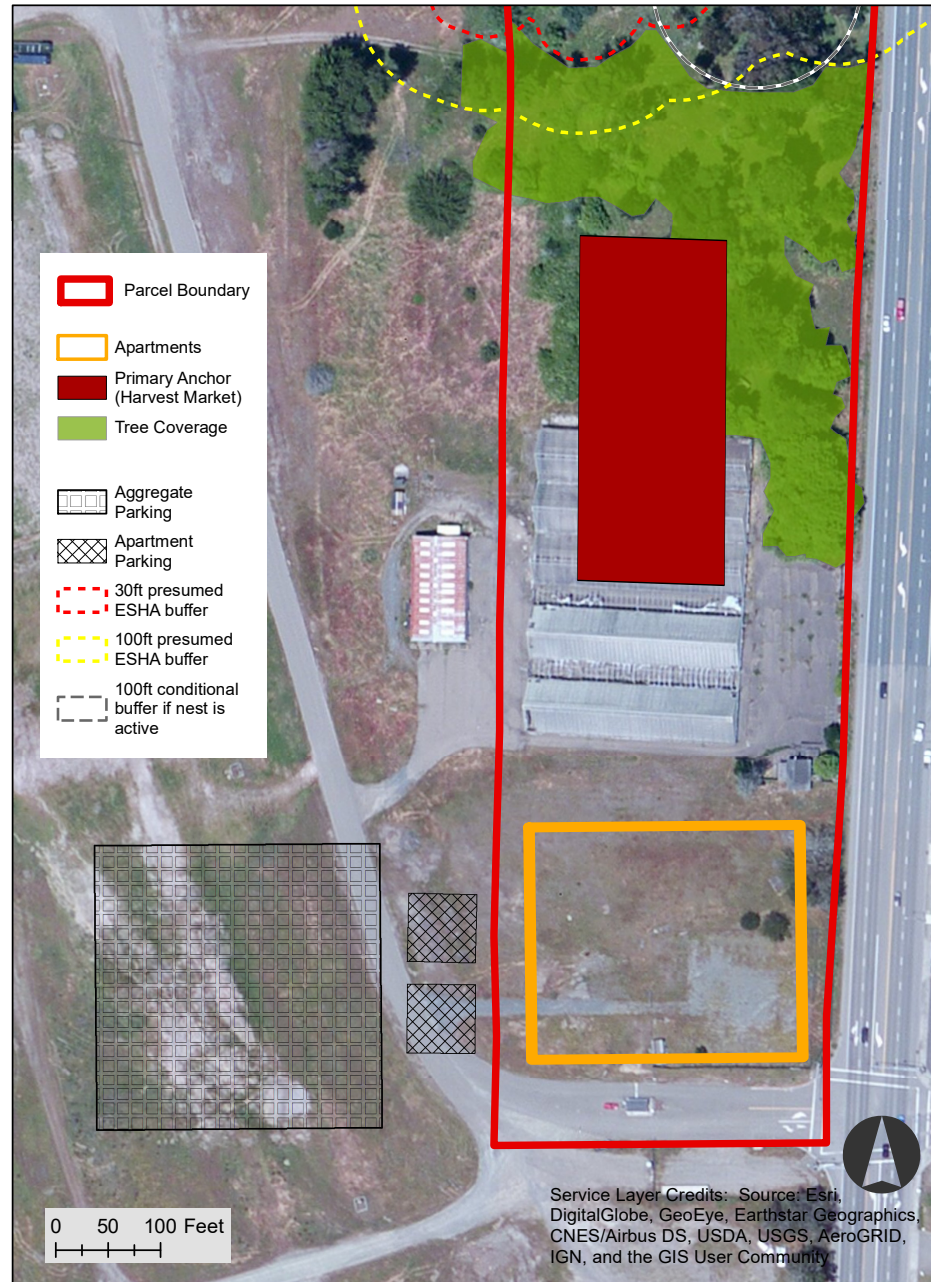 Parcel Boundary
Apartments
Primary Anchor
(Harvest Market)
Tree Coverage
Aggregate
Parking
Apartment
Parking
30ft presumed
ESHA buffer
100ft presumed
ESHA buffer
100ft conditional
buffer if nest is
active
0 50 100 Feet
Service Layer Credits: Source: Esri,
DigitalGlobe, GeoEye, Earthstar Geographics,
CNES/Airbus DS, USDA, USGS, AeroGRID,
IGN, and the GIS User Community